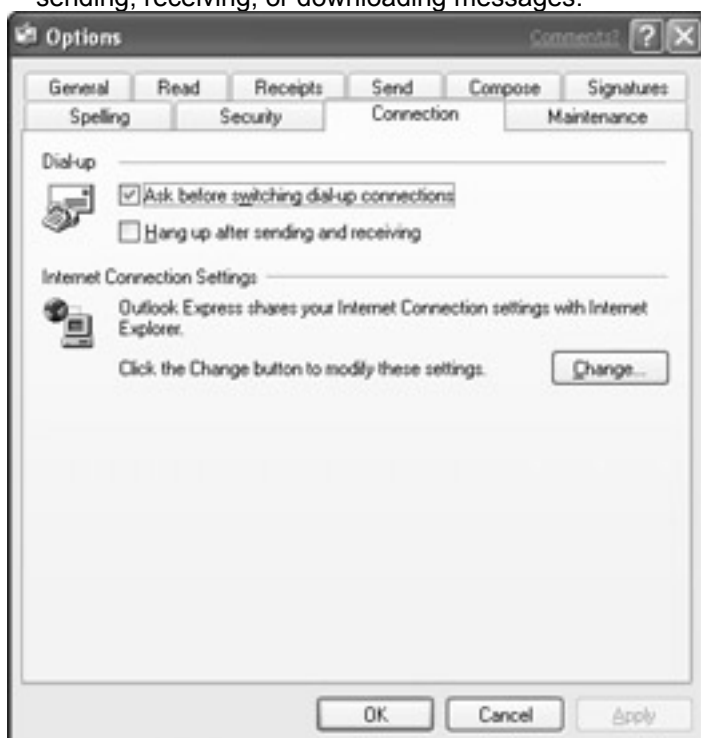 sending, receiving, or downloading messages.
Options Comments? ? X
General Read Receipts Send Compose Signatures
Spelling Security Connection Maintenance
Dial-up
Ask before switching dial-up connections
Hang up after sending and receiving
Internet Connection Settings
Outlook Express shares your Internet Connection settings with Internet
Explorer.
Click the Change button to modify these settings. Change...
OK Cancel Apply